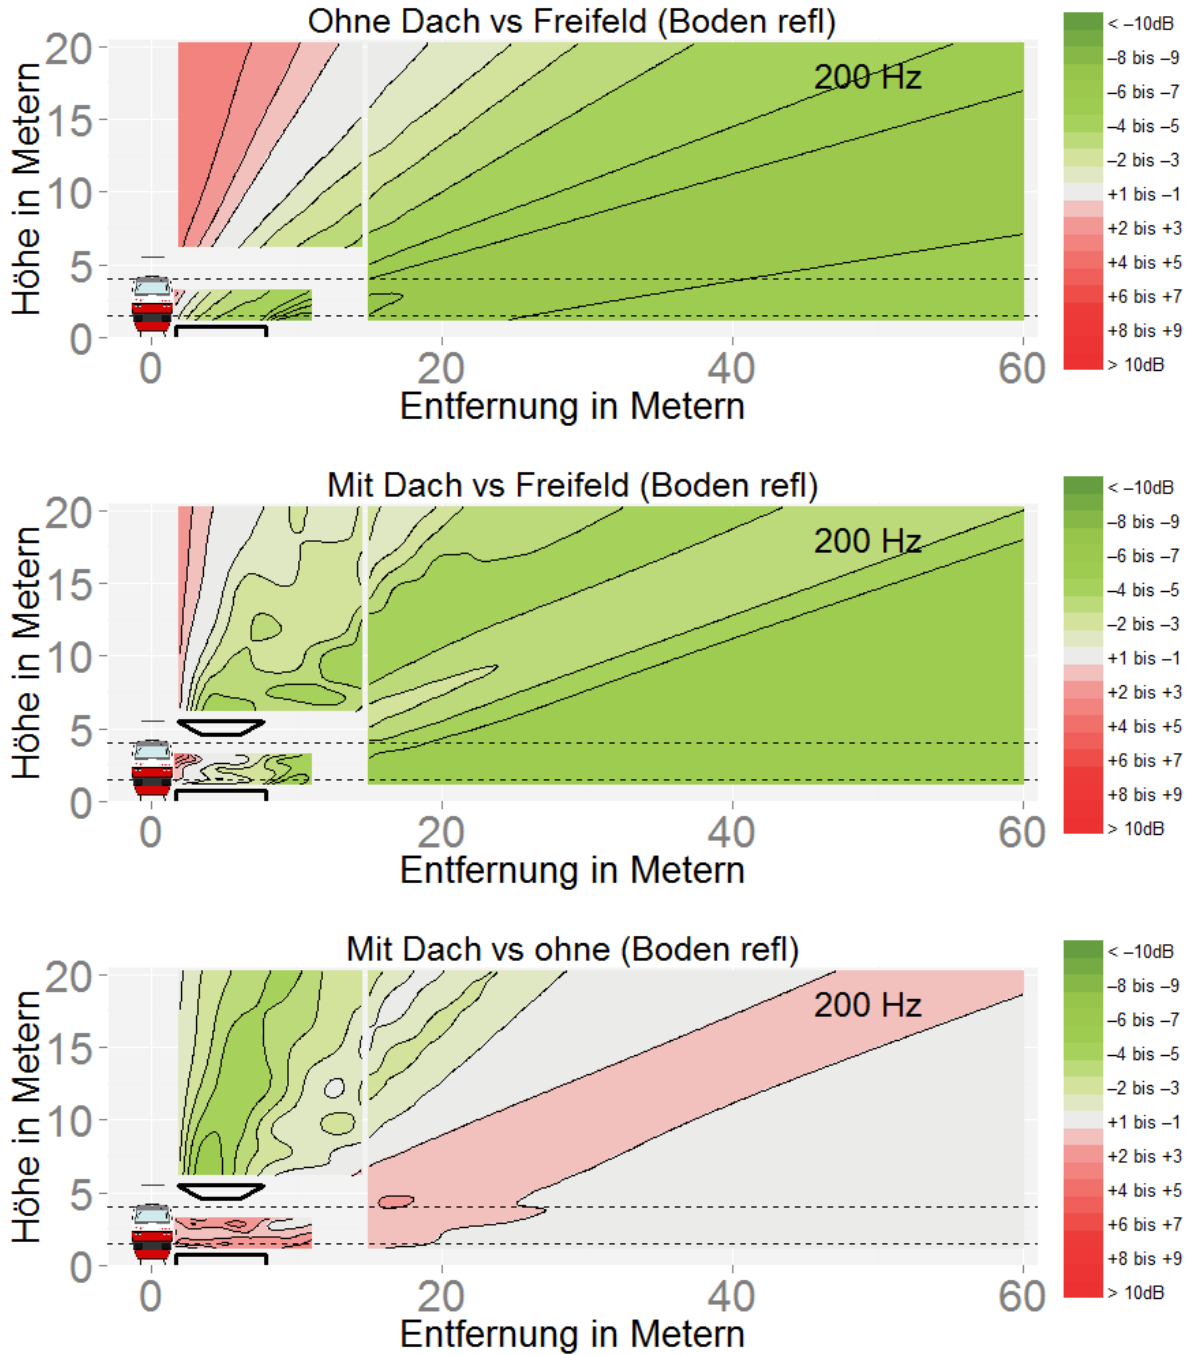 Ohne Dach vs Freifeld (Boden refl)
200 Hz
Höhe in Metern
20
15
10
5
0
0 20 40 60
Entfernung in Metern
< –10dB
–8 bis –9
–6 bis –7
–4 bis –5
–2 bis –3
+1 bis –1
+2 bis +3
+4 bis +5
+6 bis +7
+8 bis +9
> 10dB
Mit Dach vs Freifeld (Boden refl)
200 Hz
Höhe in Metern
20
15
10
5
0
0 20 40 60
Entfernung in Metern
< –10dB
–8 bis –9
–6 bis –7
–4 bis –5
–2 bis –3
+1 bis –1
+2 bis +3
+4 bis +5
+6 bis +7
+8 bis +9
> 10dB
Mit Dach vs ohne (Boden refl)
200 Hz
Höhe in Metern
20
15
10
5
0
0 20 40 60
Entfernung in Metern
< –10dB
–8 bis –9
–6 bis –7
–4 bis –5
–2 bis –3
+1 bis –1
+2 bis +3
+4 bis +5
+6 bis +7
+8 bis +9
> 10dB